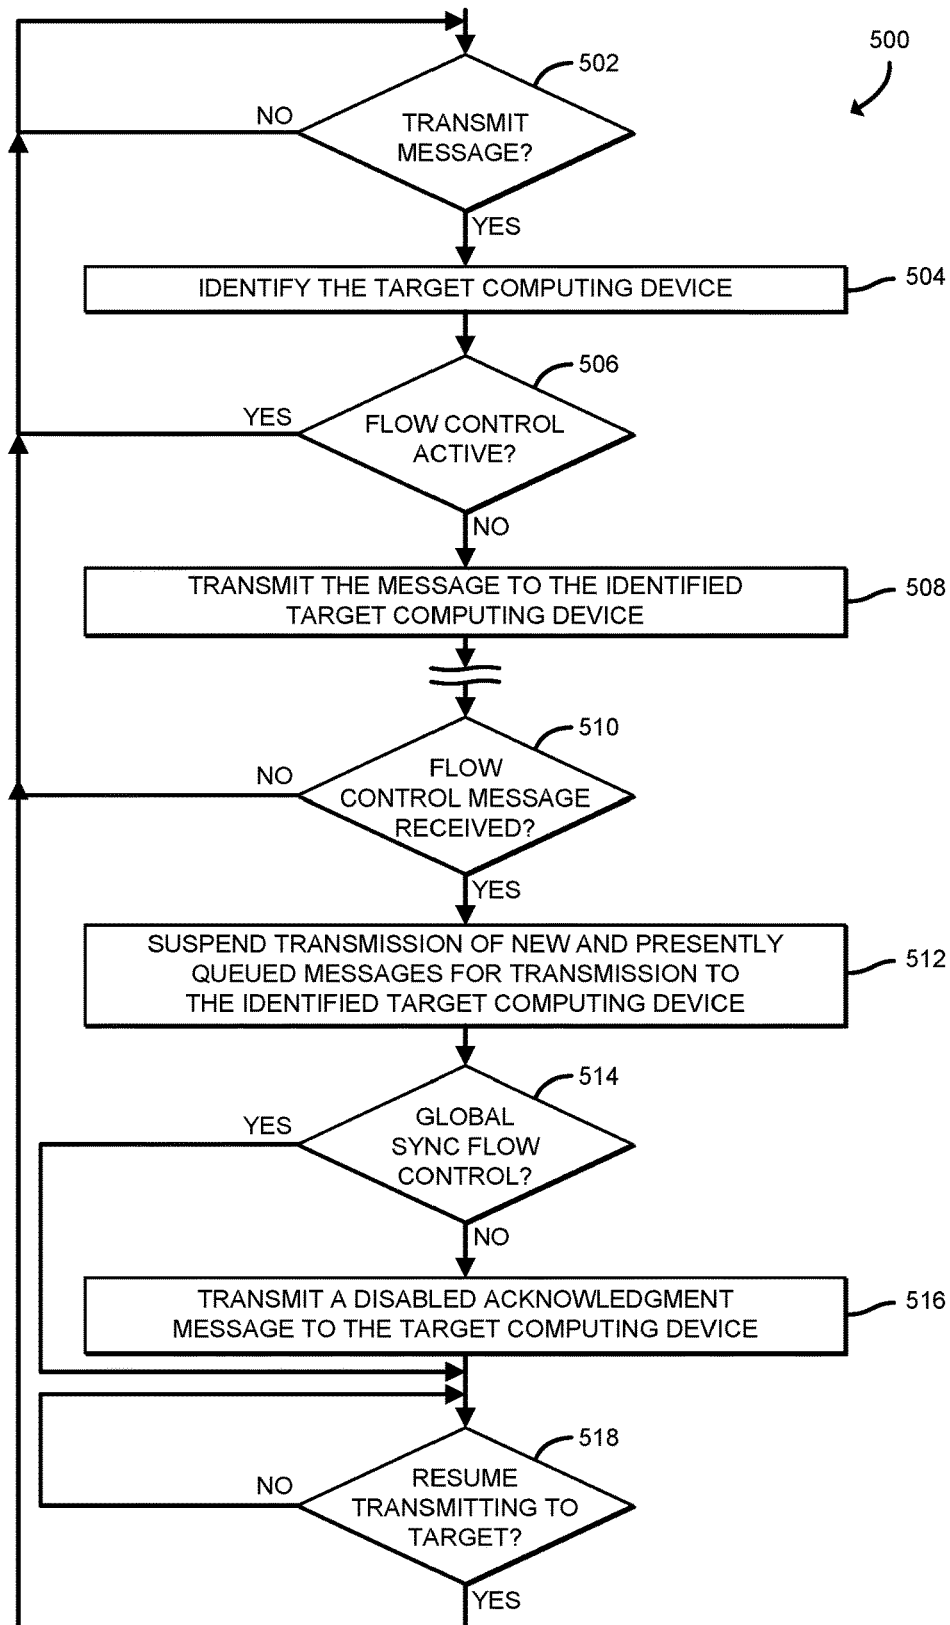 500
502
NO
TRANSMIT
MESSAGE?
YES
IDENTIFY THE TARGET COMPUTING DEVICE
504
506
YES
FLOW CONTROL
ACTIVE?
NO
TRANSMIT THE MESSAGE TO THE IDENTIFIED
TARGET COMPUTING DEVICE
508
510
NO
FLOW
CONTROL MESSAGE
RECEIVED?
YES
SUSPEND TRANSMISSION OF NEW AND PRESENTLY
QUEUED MESSAGES FOR TRANSMISSION TO
THE IDENTIFIED TARGET COMPUTING DEVICE
512
514
YES
GLOBAL
SYNC FLOW
CONTROL?
NO
TRANSMIT A DISABLED ACKNOWLEDGMENT
MESSAGE TO THE TARGET COMPUTING DEVICE
516
518
NO
RESUME
TRANSMITTING TO
TARGET?
YES